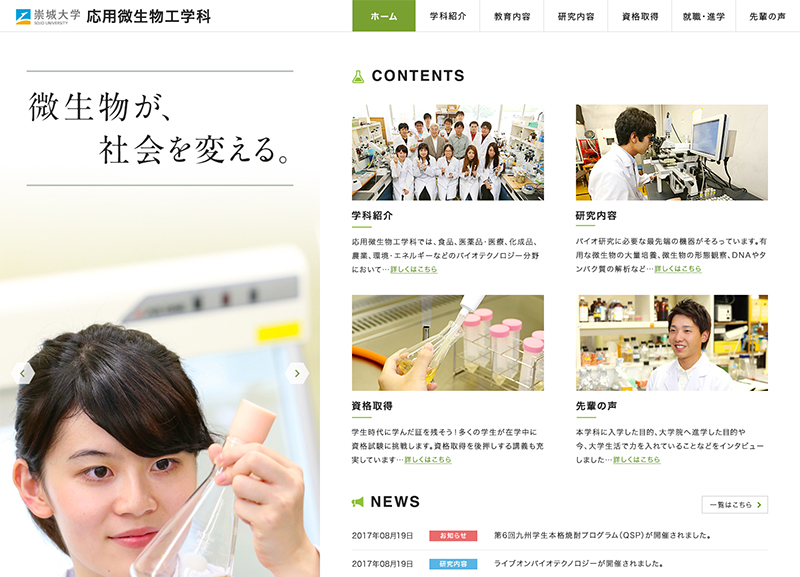 崇城大学
SOJO UNIVERSITY
応用微生物工学科
ホーム
学科紹介
教育内容
研究内容
資格取得
就職・進学
先輩の声
微生物が、
社会を変える。
CONTENTS
学科紹介
応用微生物工学科では、食品、医薬品・医療、化成品、
農業、環境・エネルギーなどのバイオテクノロジー分野
において…詳しくはこちら
研究内容
バイオ研究に必要な最先端の機器がそろっています。有
用な微生物の大量培養、微生物の形態観察、DNAやタ
ンパク質の解析など…詳しくはこちら
資格取得
学生時代に学んだ証を残そう！多くの学生が在学中に
資格試験に挑戦します。資格取得を後押しする講義も充
実しています…詳しくはこちら
先輩の声
本学科に入学した目的、大学院へ進学した目的や
今、大学生活で力を入れていることなどをインタビュー
しました…詳しくはこちら
NEWS
一覧はこちら
2017年08月19日 お知らせ 第6回九州学生本格焼酎プログラム（QSP）が開催されました。
2017年08月19日 研究内容 ライブオンバイオテクノロジーが開催されました。